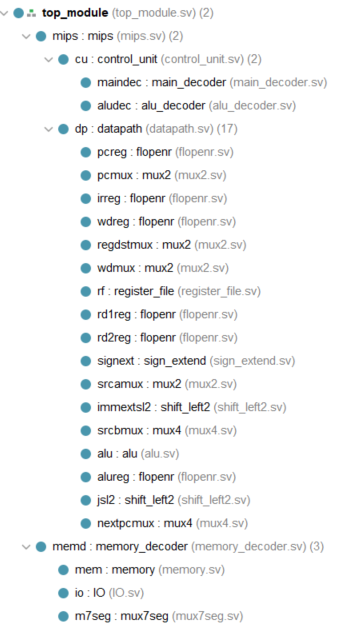 top_module (top_module.sv) (2)
mips : mips (mips.sv) (2)
cu : control_unit (control_unit.sv) (2)
maindec : main_decoder (main_decoder.sv)
aludec : alu_decoder (alu_decoder.sv)
dp : datapath (datapath.sv) (17)
pcreg : flopenr (flopenr.sv)
pcmux : mux2 (mux2.sv)
irreg : flopenr (flopenr.sv)
wdreg : flopenr (flopenr.sv)
regdstmux : mux2 (mux2.sv)
wdmux : mux2 (mux2.sv)
rf : register_file (register_file.sv)
rd1reg : flopenr (flopenr.sv)
rd2reg : flopenr (flopenr.sv)
signext : sign_extend (sign_extend.sv)
srcamux : mux2 (mux2.sv)
immextsl2 : shift_left2 (shift_left2.sv)
srcbmux : mux4 (mux4.sv)
alu : alu (alu.sv)
alureg : flopenr (flopenr.sv)
jsl2 : shift_left2 (shift_left2.sv)
nextpcmux : mux4 (mux4.sv)
memd : memory_decoder (memory_decoder.sv) (3)
mem : memory (memory.sv)
io : IO (IO.sv)
m7seg : mux7seg (mux7seg.sv)